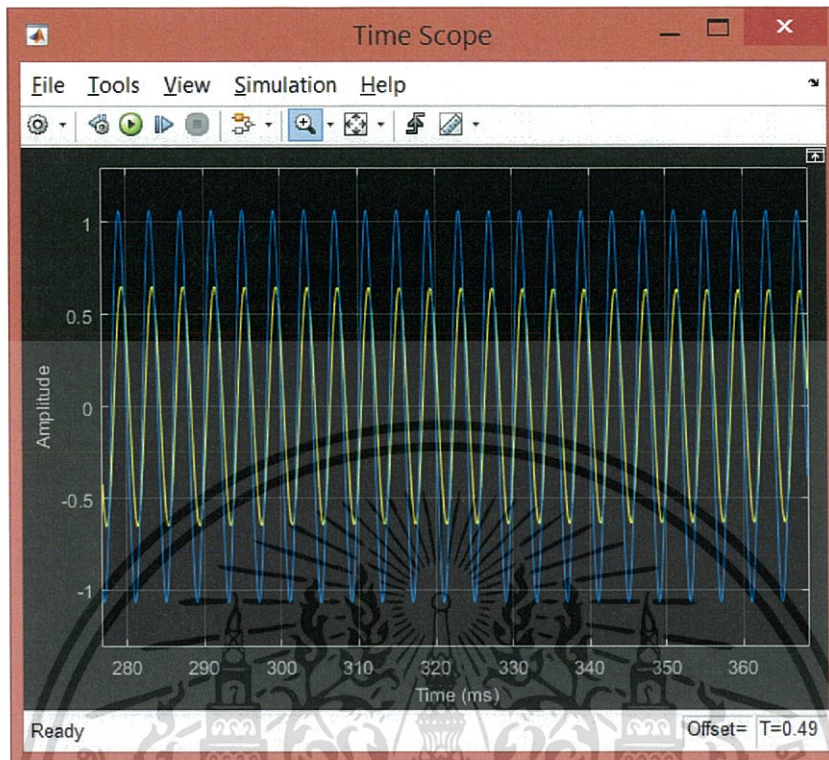 Time Scope
File Tools View Simulation Help
1
0.5
0
-0.5
-1
Amplitude
280 290 300 310 320 330 340 350 360
Time (ms)
Ready Offset= T=0.49